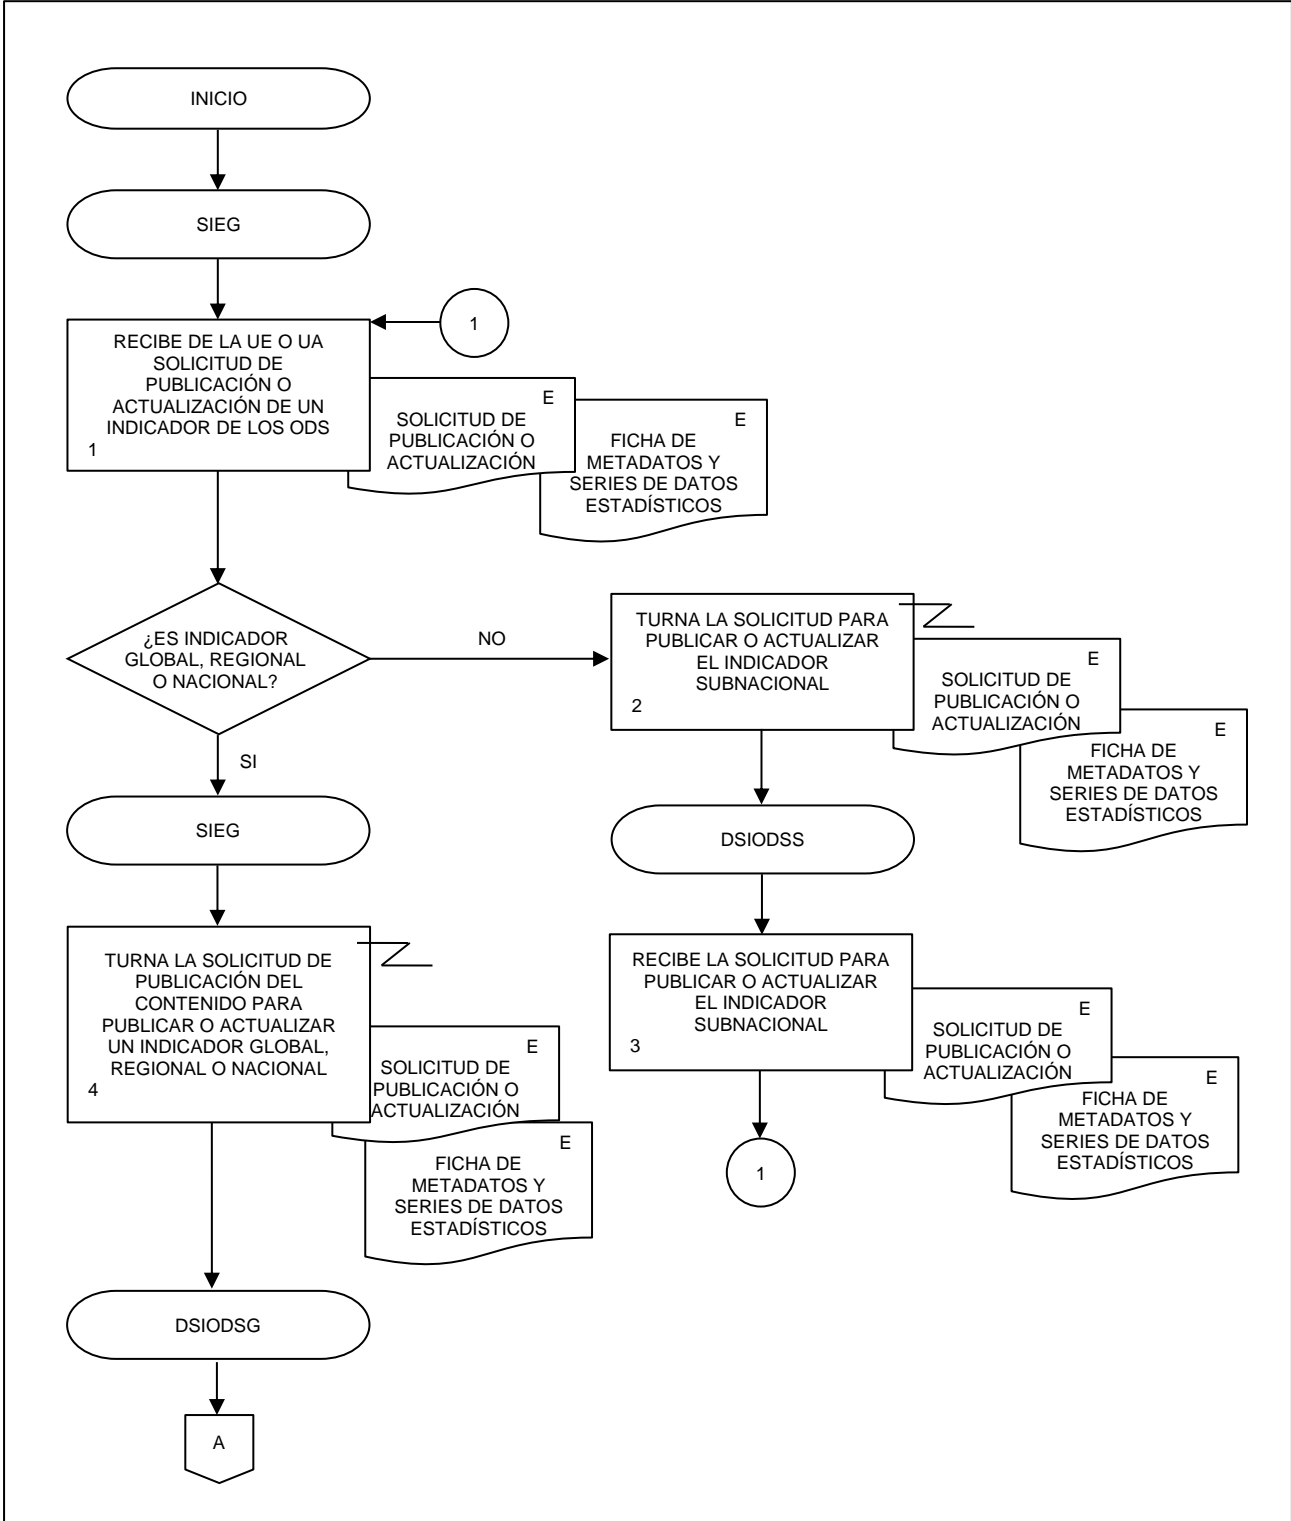 INICIO
SIEG
1
RECIBE DE LA UE O UA
SOLICITUD DE
PUBLICACIÓN O
ACTUALIZACIÓN DE UN
INDICADOR DE LOS ODS
1
E
SOLICITUD DE
PUBLICACIÓN O
ACTUALIZACIÓN
E
FICHA DE
METADATOS Y
SERIES DE DATOS
ESTADÍSTICOS
¿ES INDICADOR
GLOBAL, REGIONAL
O NACIONAL?
NO
TURNA LA SOLICITUD PARA
PUBLICAR O ACTUALIZAR
EL INDICADOR
SUBNACIONAL
2
E
SOLICITUD DE
PUBLICACIÓN O
ACTUALIZACIÓN
E
FICHA DE
METADATOS Y
SERIES DE DATOS
ESTADÍSTICOS
DSIODSS
RECIBE LA SOLICITUD PARA
PUBLICAR O ACTUALIZAR
EL INDICADOR
SUBNACIONAL
3
E
SOLICITUD DE
PUBLICACIÓN O
ACTUALIZACIÓN
E
FICHA DE
METADATOS Y
SERIES DE DATOS
ESTADÍSTICOS
1
SI
SIEG
TURNA LA SOLICITUD DE
PUBLICACIÓN DEL
CONTENIDO PARA
PUBLICAR O ACTUALIZAR
UN INDICADOR GLOBAL,
REGIONAL O NACIONAL
4
E
SOLICITUD DE
PUBLICACIÓN O
ACTUALIZACIÓN
E
FICHA DE
METADATOS Y
SERIES DE DATOS
ESTADÍSTICOS
DSIODSG
A